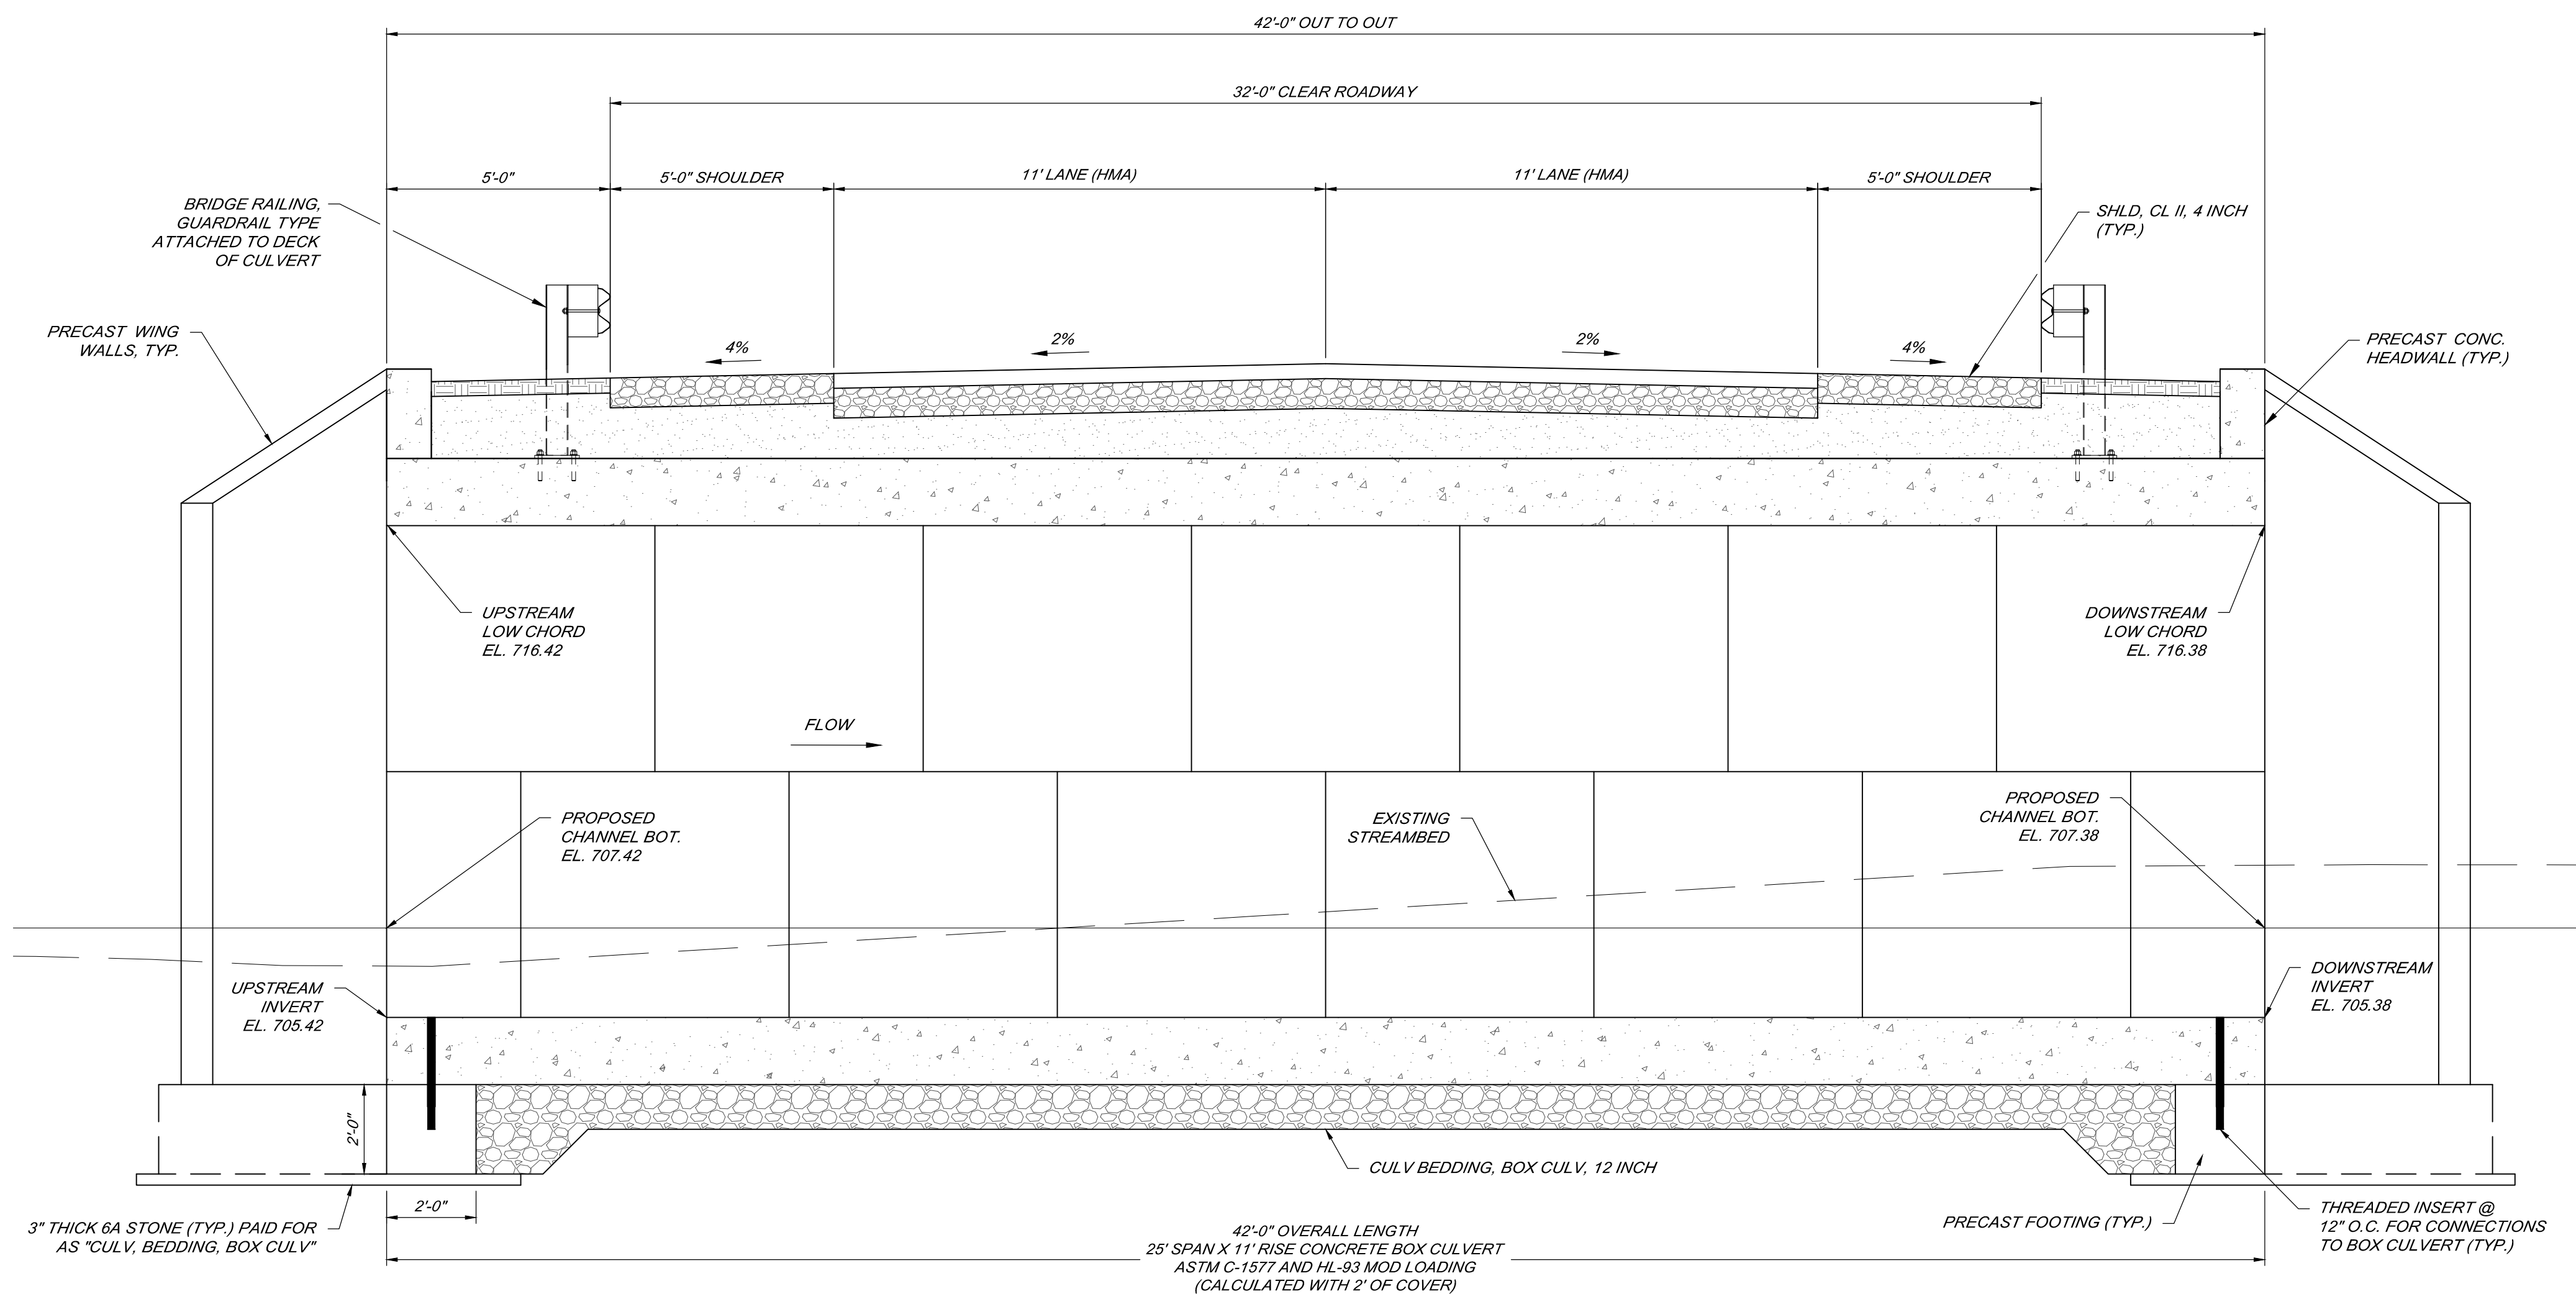 42'-0" OUT TO OUT
32'-0" CLEAR ROADWAY
5'-0"
5'-0" SHOULDER
11' LANE (HMA)
11' LANE (HMA)
5'-0" SHOULDER
BRIDGE RAILING,
GUARDRAIL TYPE
ATTACHED TO DECK
OF CULVERT
SHLD, CL II, 4 INCH
(TYP.)
PRECAST WING
WALLS, TYP.
4%
2%
2%
4%
PRECAST CONC.
HEADWALL (TYP.)
UPSTREAM
LOW CHORD
EL. 716.42
DOWNSTREAM
LOW CHORD
EL. 716.38
FLOW
PROPOSED
CHANNEL BOT.
EL. 707.42
EXISTING
STREAMBED
PROPOSED
CHANNEL BOT.
EL. 707.38
UPSTREAM
INVERT
EL. 705.42
DOWNSTREAM
INVERT
EL. 705.38
2'-0"
CULV BEDDING, BOX CULV, 12 INCH
2'-0"
3" THICK 6A STONE (TYP.) PAID FOR
AS "CULV, BEDDING, BOX CULV"
PRECAST FOOTING (TYP.)
THREADED INSERT @
12" O.C. FOR CONNECTIONS
TO BOX CULVERT (TYP.)
42'-0" OVERALL LENGTH
25' SPAN X 11' RISE CONCRETE BOX CULVERT
ASTM C-1577 AND HL-93 MOD LOADING
(CALCULATED WITH 2' OF COVER)